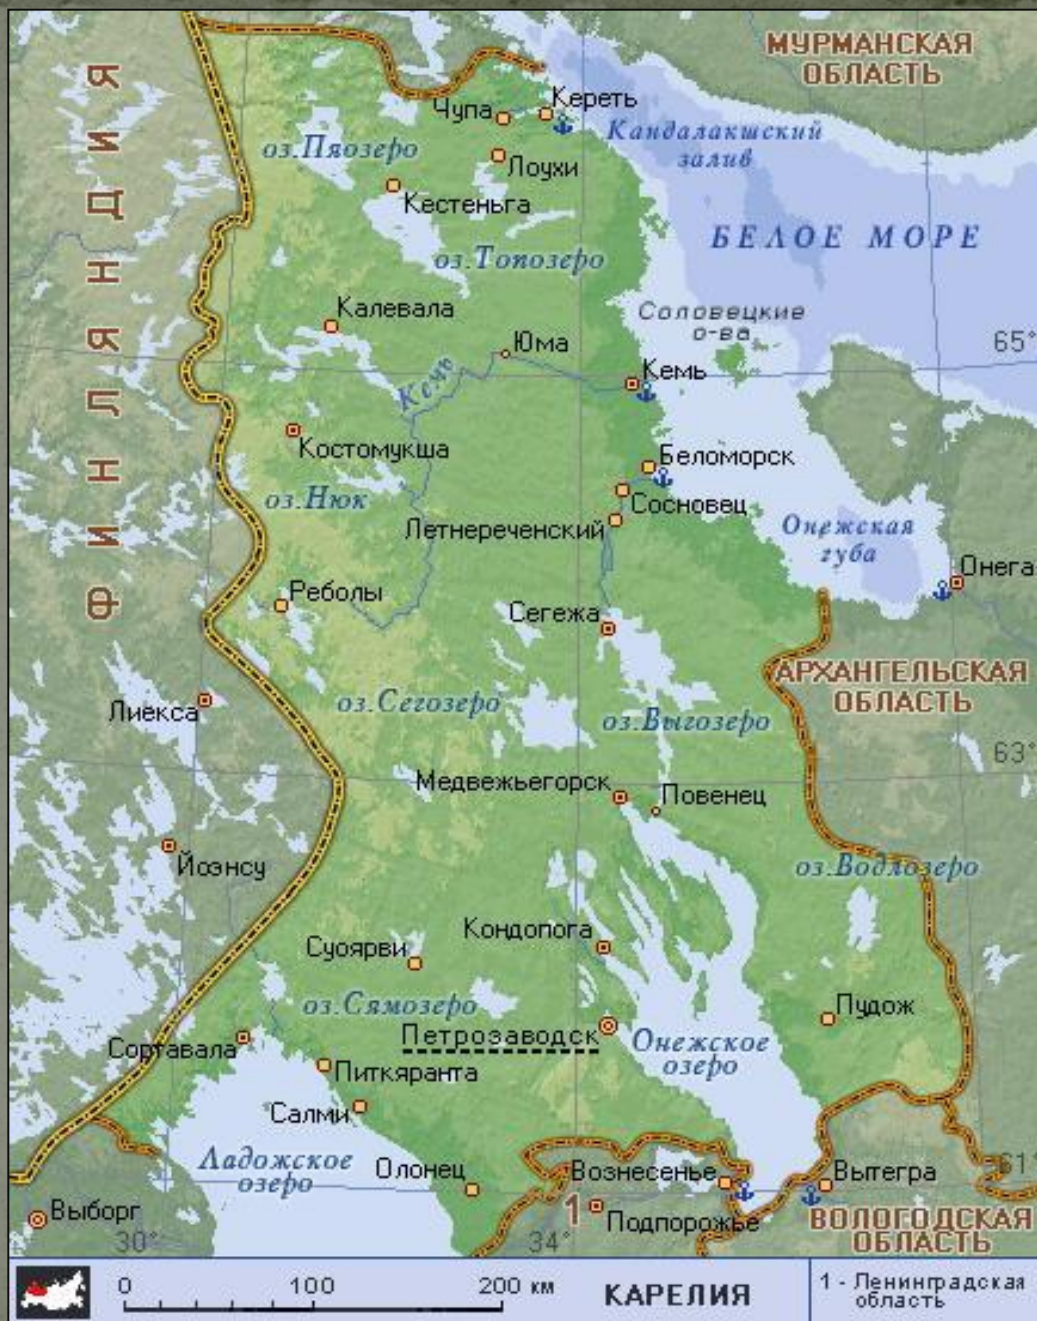 МУРМАНСКАЯ
ОБЛАСТЬ
ФИНЛЯНДИЯ
Чупа
Кереть
Кандалакшский
залив
оз.Пяозеро
Лоухи
Кестеньга
БЕЛОЕ МОРЕ
оз.Топозеро
Калевала
Соловецкие
о-ва
Юма
65°
Кемь
Кемь
Костомукша
Беломорск
оз.Нюк
Сосновец
Летнереченский
Онежская
губа
Онега
Реболы
Сегежа
АРХАНГЕЛЬСКАЯ
ОБЛАСТЬ
Лиекса
оз.Сегозеро
оз.Выгозеро
63°
Медвежьегорск
Повенец
Йоэнсу
оз.Водлозеро
Кондопога
Суоярви
оз.Сямозеро
Пудож
Петрозаводск
Онежское
озеро
Сортавала
Питкяранта
Салми
Ладожское
озеро
Олонец
Вознесенье
Вытегра
61°
Выборг
1
Подпорожье
ВОЛОГОДСКАЯ
ОБЛАСТЬ
30°
34°
0 100 200 км
КАРЕЛИЯ
1 - Ленинградская
область